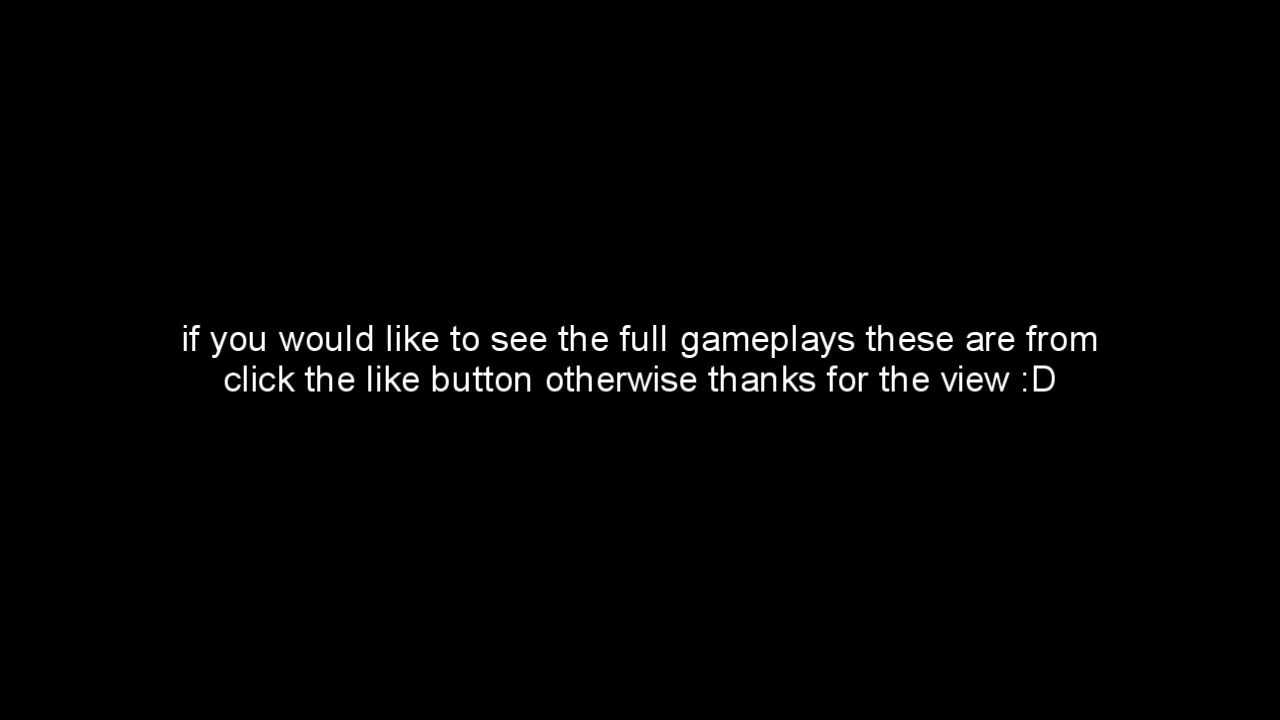 if you would like to see the full gameplays these are from
click the like button otherwise thanks for the view :D